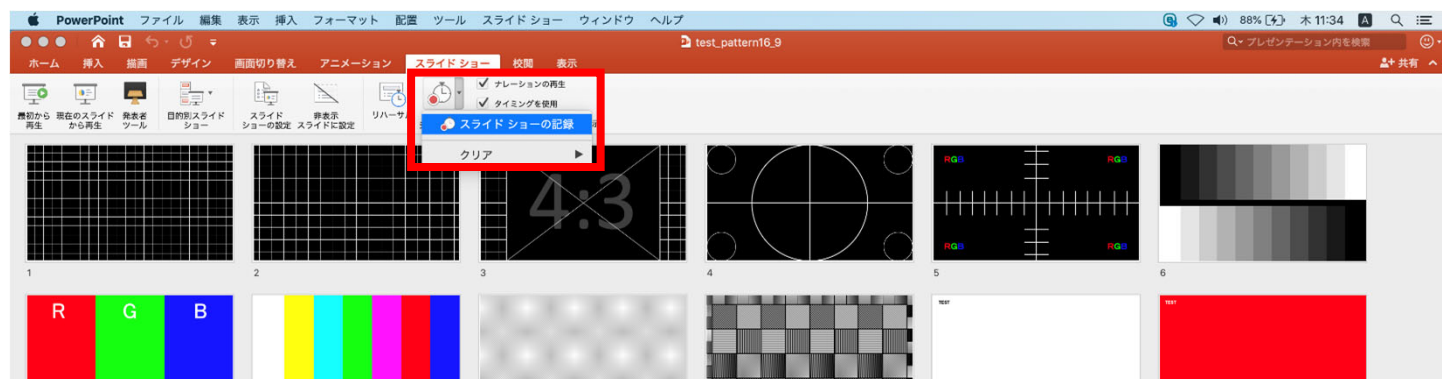 PowerPoint ファイル 編集 表示 挿入 フォーマット 配置 ツール スライド ショー ウィンドウ ヘルプ 88% 木 11:34 A
test_pattern16_9
プレゼンテーション内を検索
ホーム 挿入 描画 デザイン 画面切り替え アニメーション スライド ショー 校閲 表示 共有
最初から再生
現在のスライドから再生
発表者ツール
目的別スライドショー
スライドショーの設定
非表示スライドに設定
リハーサル
ナレーションの再生
タイミングを使用
スライド ショーの記録
クリア
4:3
RGB RGB
RGB RGB
1 2 3 4 5 6
R G B
TEXT TEXT